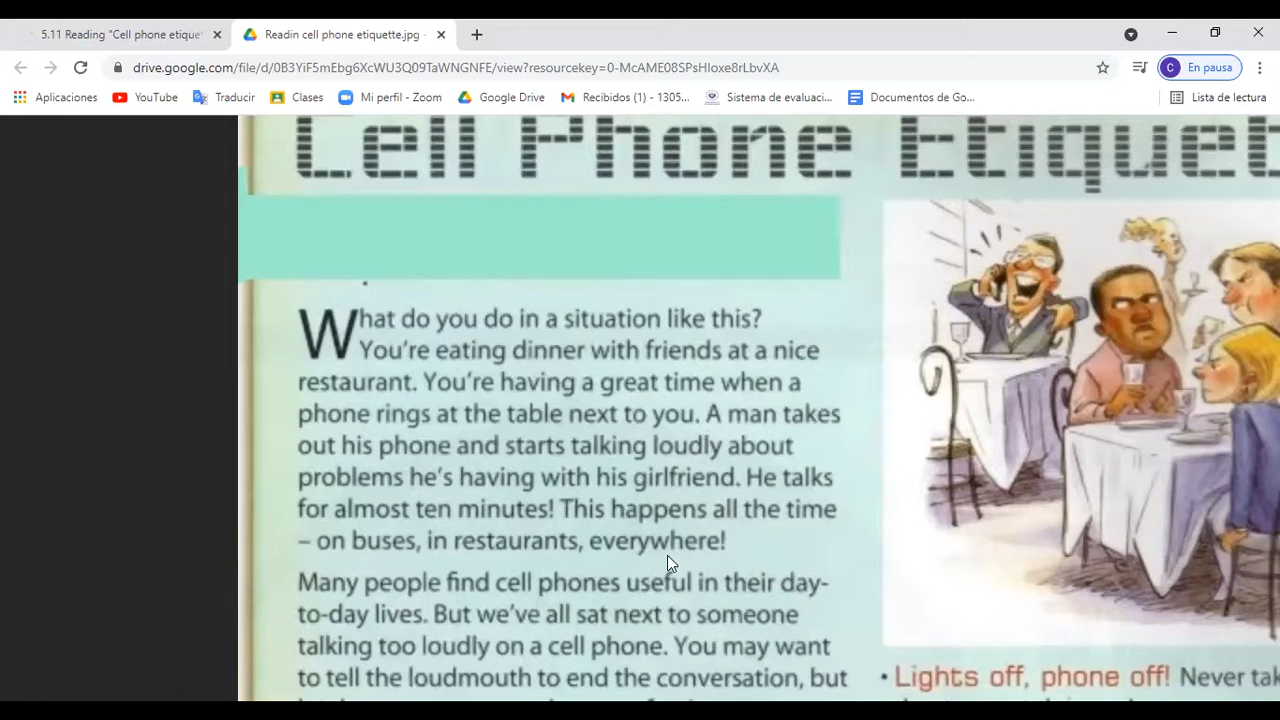 5.11 Reading "Cell phone etique
Readin cell phone etiquette.jpg -
drive.google.com/file/d/0B3YiF5mEbg6XcWU3Q09TaWNGNFE/view?resourcekey=0-McAME08SPsHloxe8rLbvXA
C En pausa
Aplicaciones YouTube Traducir Clases Mi perfil - Zoom Google Drive Recibidos (1) - 1305... Sistema de evaluaci... Documentos de Go... Lista de lectura
Cell Phone Etiquet
What do you do in a situation like this?
You're eating dinner with friends at a nice
restaurant. You're having a great time when a
phone rings at the table next to you. A man takes
out his phone and starts talking loudly about
problems he's having with his girlfriend. He talks
for almost ten minutes! This happens all the time
– on buses, in restaurants, everywhere!
Many people find cell phones useful in their day-
to-day lives. But we've all sat next to someone
talking too loudly on a cell phone. You may want
to tell the loudmouth to end the conversation, but
• Lights off, phone off! Never tak